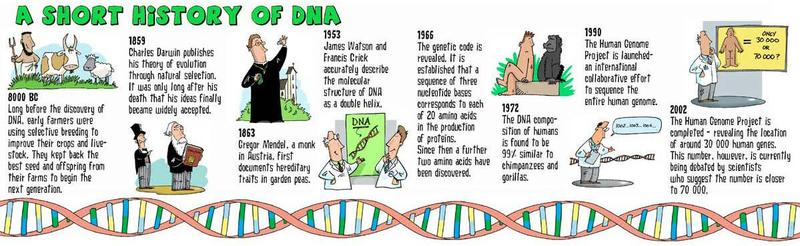 A SHORT HISTORY OF DNA
8000 BC
Long before the discovery of
DNA, early farmers were
using selective breeding to
improve their crops and live-
stock. They kept back the
best seed and offspring from
their farms to begin the
next generation.
1859
Charles Darwin publishes
his theory of evolution
through natural selection.
It was only long after his
death that his ideas finally
became widely accepted.
1863
Gregor Mendel, a monk
in Austria, first
documents hereditary
traits in garden peas.
1953
James Watson and
Francis Crick
accurately describe
the molecular
structure of DNA
as a double helix.
DNA
1966
The genetic code is
revealed. It is
established that a
sequence of three
nucleotide bases
corresponds to each
of 20 amino acids
in the production
of proteins.
Since then a further
two amino acids have
been discovered.
1972
The DNA compo-
sition of humans
is found to be
99% similar to
chimpanzees and
gorillas.
1990
The Human Genome
Project is launched-
an international
collaborative effort
to sequence the
entire human genome.
1002...1003...1004...
ONLY
30 000
OR
70 000?
=
2002
The Human Genome Project is
completed - revealing the location
of around 30 000 human genes.
This number, however, is currently
being debated by scientists
who suggest the number is closer
to 70 000.